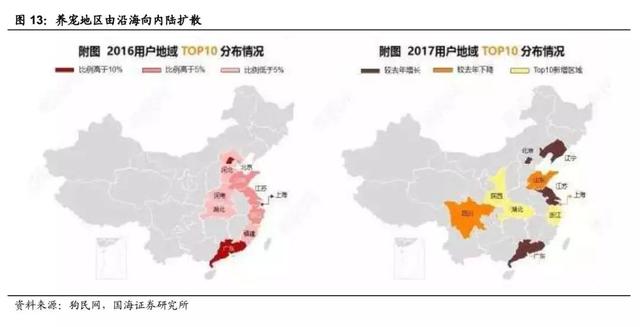 图 13：养宠地区由沿海向内陆扩散
附图 2016用户地域 TOP10 分布情况
比例高于10%
比例高于5%
比例低于5%
北京
河北
江苏
上海
河南
湖北
福建
广东
附图 2017用户地域 TOP10 分布情况
较去年增长
较去年下降
Top10新增区域
北京
辽宁
山东
江苏
陕西
上海
四川
湖北
浙江
广东
资料来源：狗民网，国海证券研究所